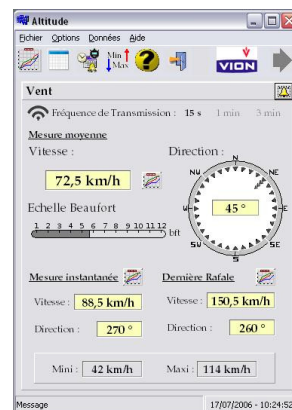 Altitude
Fichier Options Données Aide
Min Max
VION
Vent
Fréquence de Transmission : 15 s 1 min 3 min
Mesure moyenne
Vitesse : Direction :
72,5 km/h
N
NU NE
U E
SU SE
S
45 °
Echelle Beaufort
1 2 3 4 5 6 7 8 9 10 11 12 bft
Mesure instantanée Dernière Rafale
Vitesse : 88,5 km/h Vitesse : 150,5 km/h
Direction : 270 ° Direction : 260 °
Mini : 42 km/h Maxi : 114 km/h
Message 17/07/2006 - 10:24:52